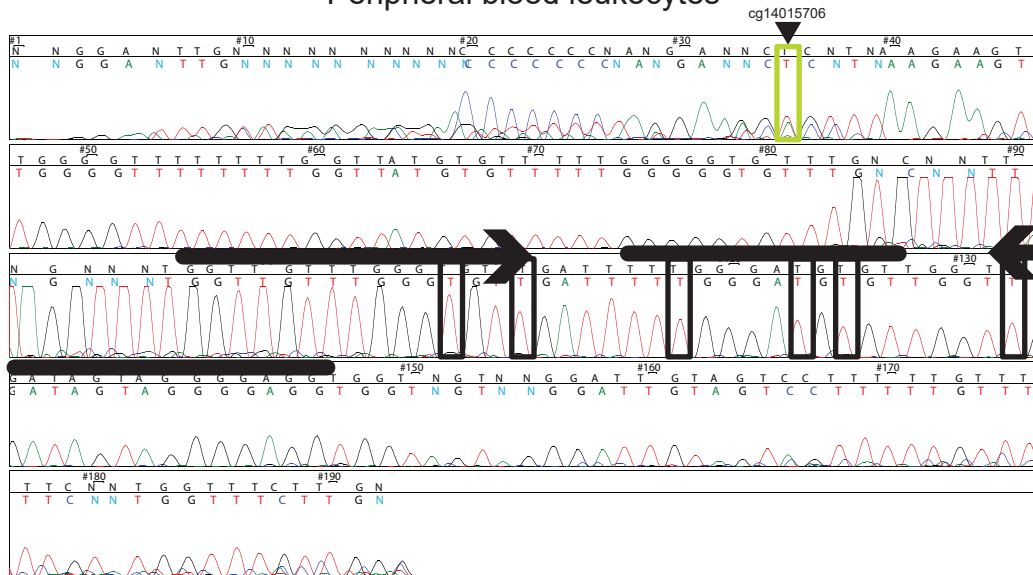 Peripheral blood leukocytes
cg14015706
#1 #10 #20 #30 #40
N N G G A N T T G N N N N N N N N N N C C C C C C C N A N G A N N C T C N T N A A G A A G T
N N G G A N T T G N N N N N N N N N N C C C C C C C N A N G A N N C T C N T N A A G A A G T
#50 #60 #70 #80 #90
T G G G G T T T T T T T T G G G T T A T G T G T T T T T T G G G G G T G T T T T G N C N N T T
T G G G G T T T T T T T T G G T T A T G T G T T T T T G G G G G T G T T T G N C N N T T
#130
N G N N N T G G T T G T T T G G G T G T T G A T T T T T G G G A T G T G T T G G T T
N G N N N T G G T T G T T T G G G T G T T G A T T T T T G G G A T G T G T T G G T T
#150 #160 #170
G A T A G T A G G G G A G G T G G T N G T N N G G A T T G T A G T C C T T T T T G T T T
G A T A G T A G G G G A G G T G G T N G T N N G G A T T G T A G T C C T T T T T G T T T
#180 #190
T T C N N T G G T T T C T T G N
T T C N N T G G T T T C T T G N